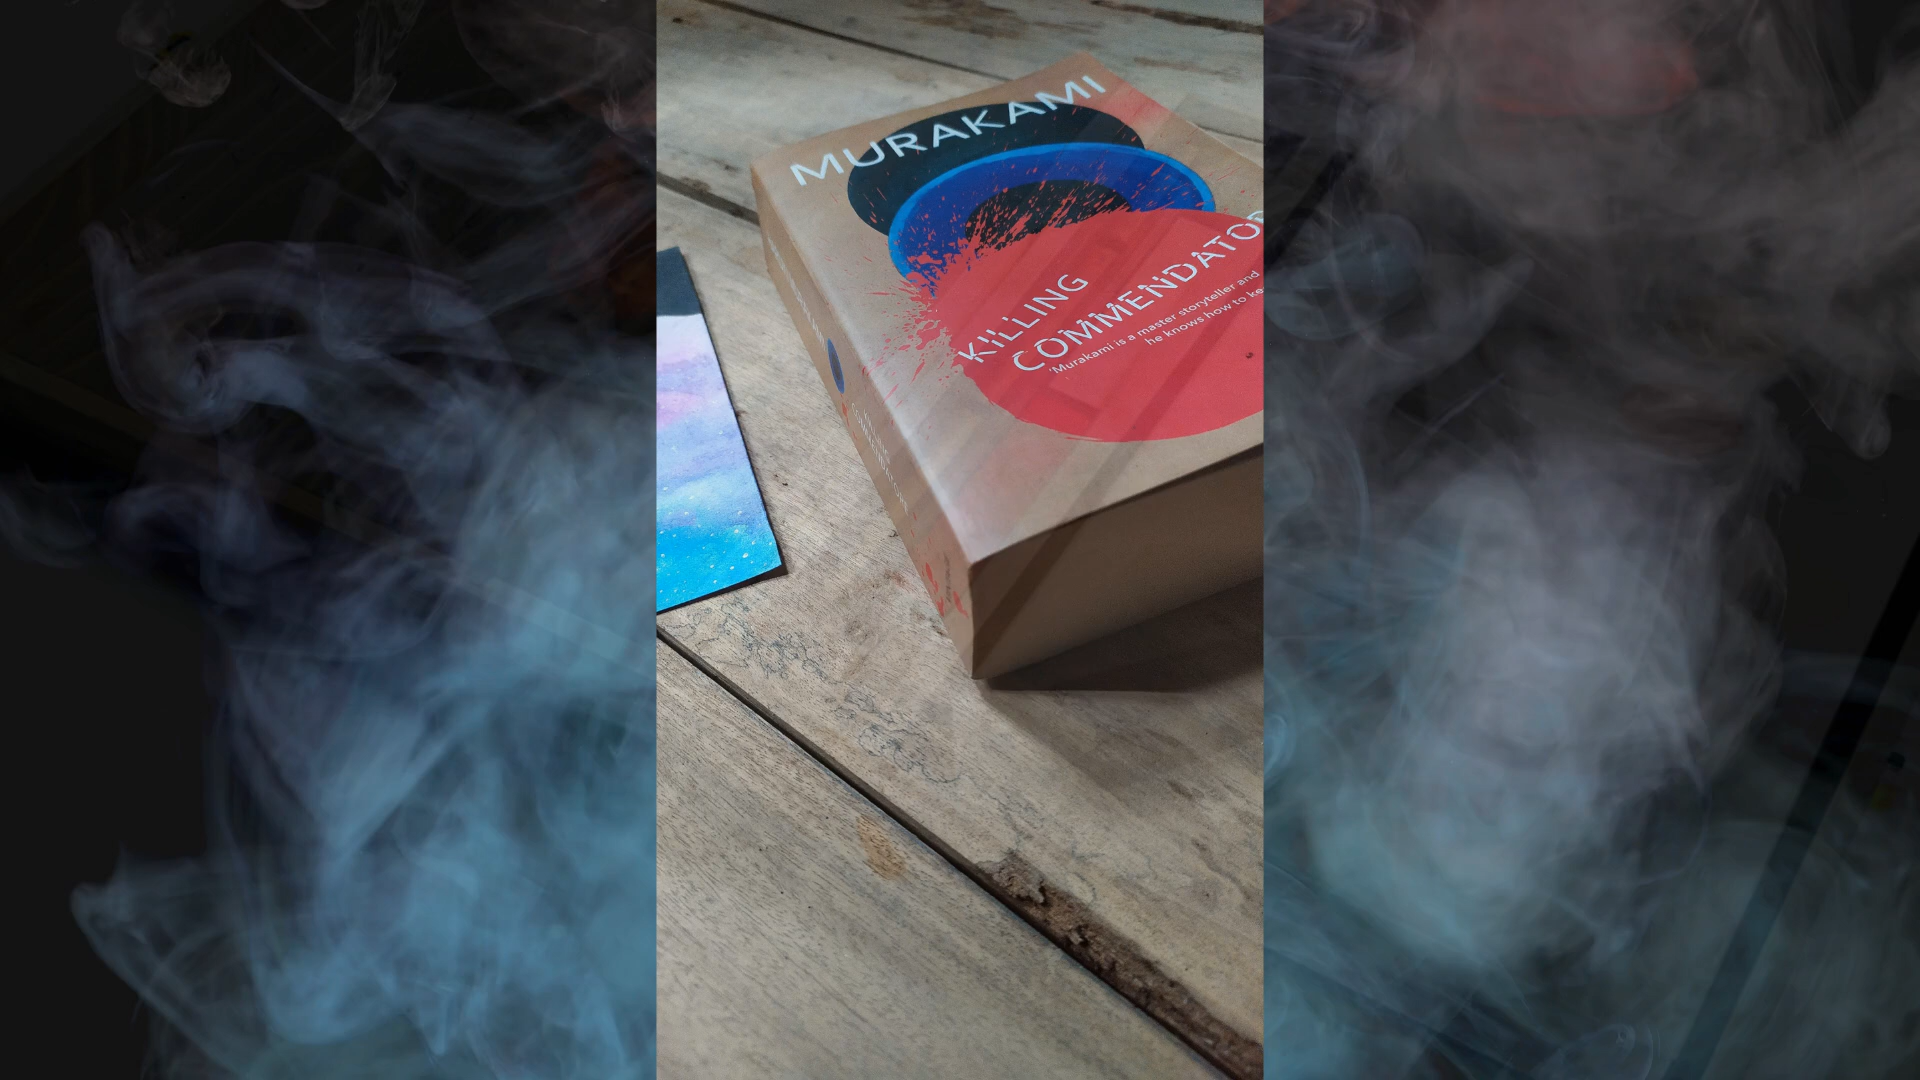 MURAKAMI
KILLING
COMMENDATOR
'Murakami is a master storyteller and
he knows how to ke